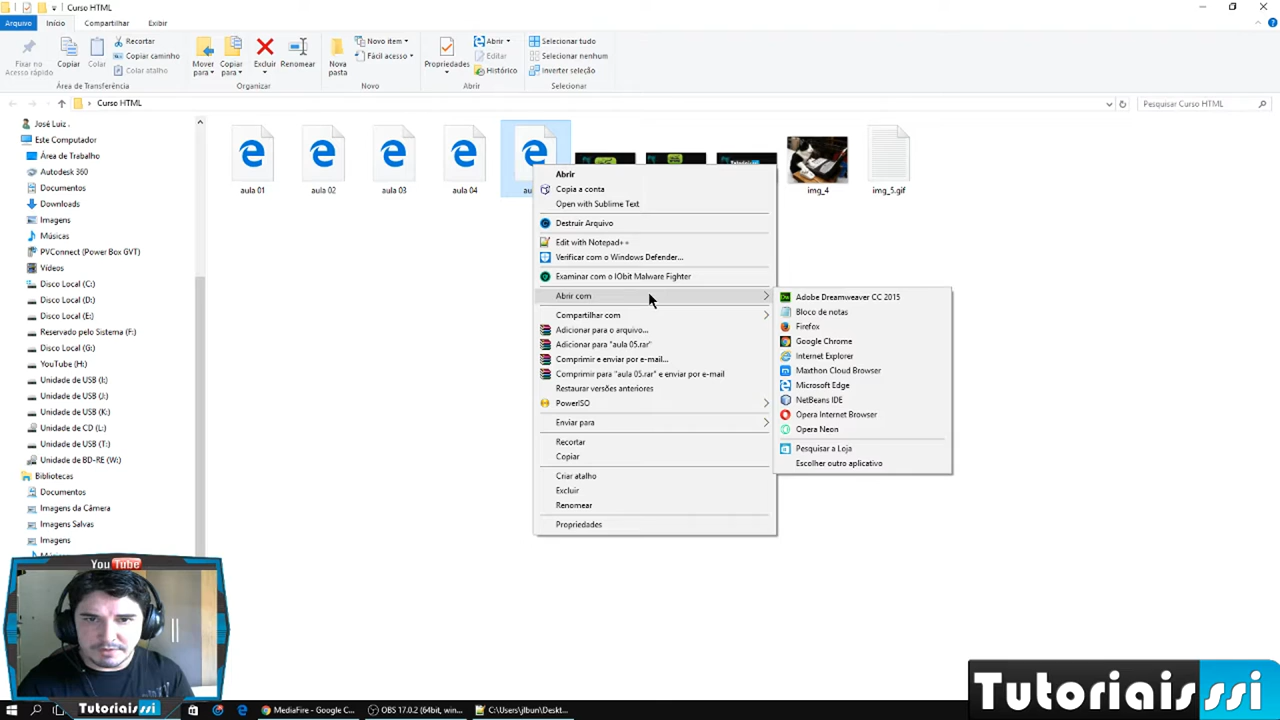 Curso HTML
Arquivo Início Compartilhar Exibir
Fixar no Acesso rápido
Copiar
Colar
Recortar
Copiar caminho
Colar atalho
Área de Transferência
Mover para
Copiar para
Excluir
Renomear
Organizar
Nova pasta
Novo item
Fácil acesso
Novo
Propriedades
Abrir
Editar
Histórico
Abrir
Selecionar tudo
Selecionar nenhum
Inverter seleção
Selecionar
Curso HTML
Pesquisar Curso HTML
José Luiz .
Este Computador
Área de Trabalho
Autodesk 360
Documentos
Downloads
Imagens
Músicas
PVConnect (Power Box GVT)
Vídeos
Disco Local (C:)
Disco Local (D:)
Disco Local (E:)
Reservado pelo Sistema (F:)
Disco Local (G:)
YouTube (H:)
Unidade de USB (I:)
Unidade de USB (J:)
Unidade de USB (K:)
Unidade de CD (L:)
Unidade de USB (T:)
Unidade de BD-RE (W:)
Bibliotecas
Documentos
Imagens da Câmera
Imagens Salvas
Imagens
aula 01
aula 02
aula 03
aula 04
img_4
img_5.gif
Abrir
Copia a conta
Open with Sublime Text
Destruir Arquivo
Edit with Notepad++
Verificar com o Windows Defender...
Examinar com o IObit Malware Fighter
Abrir com
Compartilhar com
Adicionar para o arquivo...
Adicionar para "aula 05.rar"
Comprimir e enviar por e-mail...
Comprimir para "aula 05.rar" e enviar por e-mail
Restaurar versões anteriores
PowerISO
Enviar para
Recortar
Copiar
Criar atalho
Excluir
Renomear
Propriedades
Adobe Dreamweaver CC 2015
Bloco de notas
Firefox
Google Chrome
Internet Explorer
Maxthon Cloud Browser
Microsoft Edge
NetBeans IDE
Opera Internet Browser
Opera Neon
Pesquisar a Loja
Escolher outro aplicativo
You Tube
Tutoriaisssi
Tutoriaisssi
MediaFire - Google C...
OBS 17.0.2 (64bit, win...
C:\Users\jlbun\Deskt...